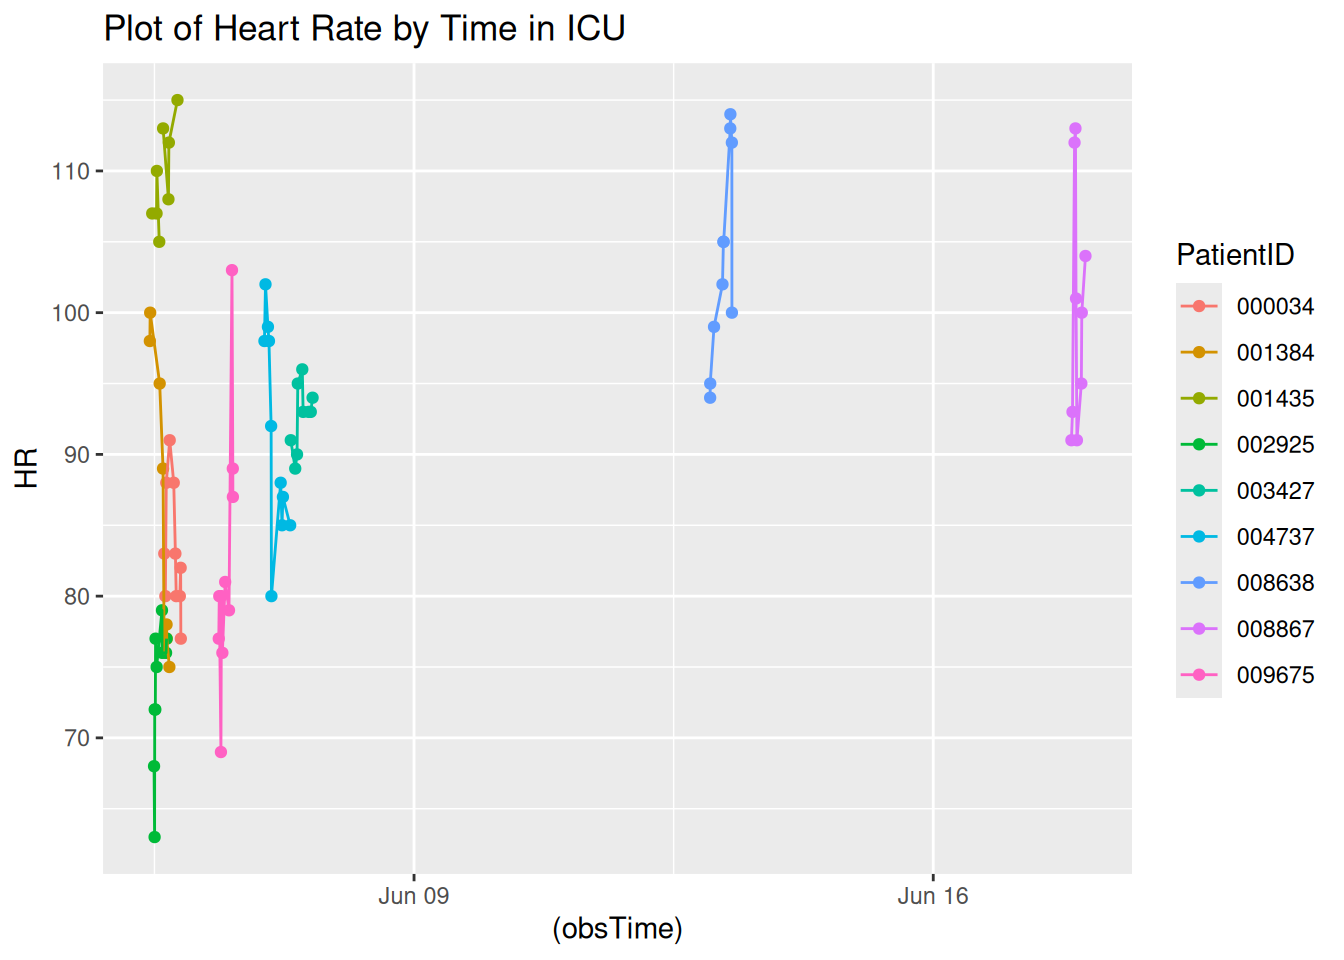 Plot of Heart Rate by Time in ICU
HR
110
100
90
80
70
Jun 09
Jun 16
(obsTime)
PatientID
000034
001384
001435
002925
003427
004737
008638
008867
009675